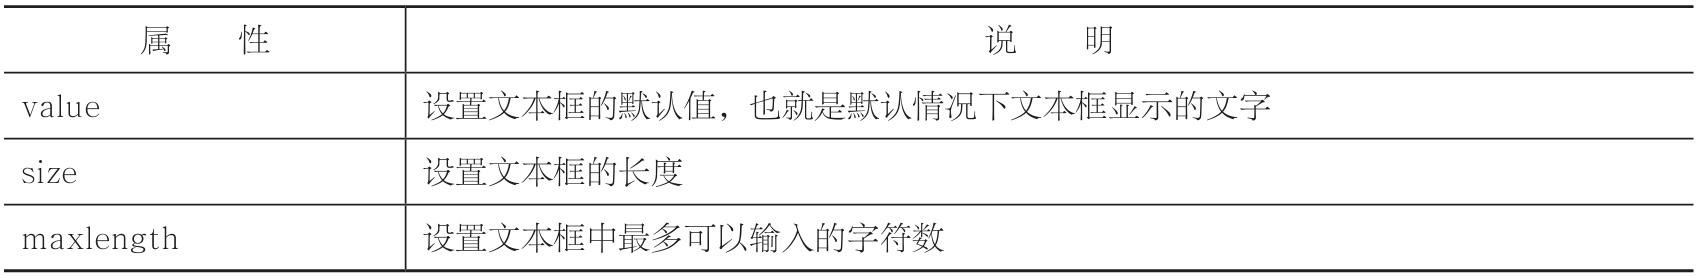 属 性 说 明
value 设置文本框的默认值，也就是默认情况下文本框显示的文字
size 设置文本框的长度
maxlength 设置文本框中最多可以输入的字符数